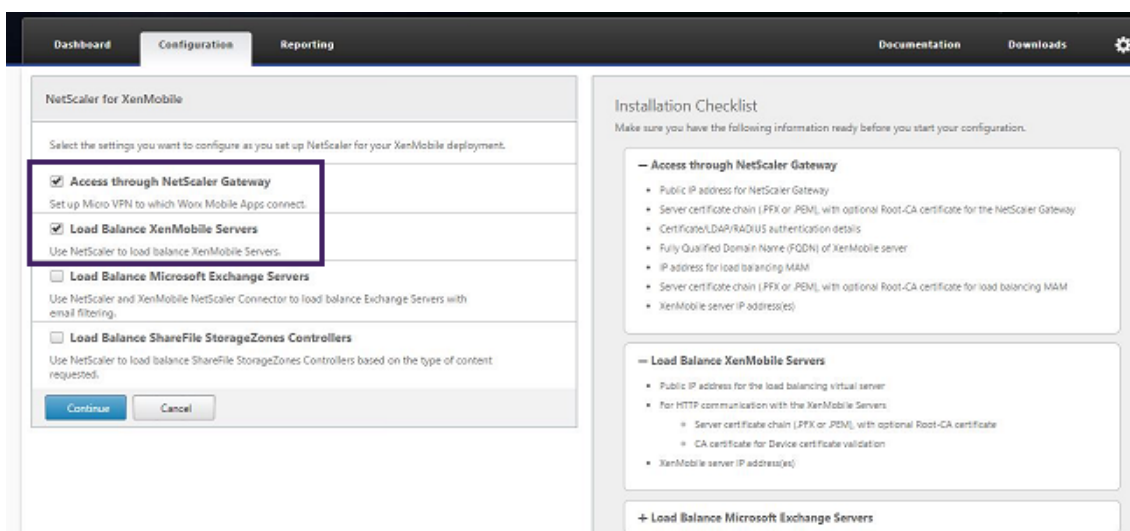 Dashboard
Configuration
Reporting
Documentation
Downloads
NetScaler for XenMobile
Select the settings you want to configure as you set up NetScaler for your XenMobile deployment.
Access through NetScaler Gateway
Set up Micro VPN to which Worx Mobile Apps connect.
Load Balance XenMobile Servers
Use NetScaler to load balance XenMobile Servers.
Load Balance Microsoft Exchange Servers
Use NetScaler and XenMobile NetScaler Connector to load balance Exchange Servers with
email filtering.
Load Balance ShareFile StorageZones Controllers
Use NetScaler to load balance ShareFile StorageZones Controllers based on the type of content
requested.
Continue
Cancel
Installation Checklist
Make sure you have the following information ready before you start your configuration.
— Access through NetScaler Gateway
• Public IP address for NetScaler Gateway
• Server certificate chain (.PFX or .PEM), with optional Root-CA certificate for the NetScaler Gateway
• Certificate/LDAP/RADIUS authentication details
• Fully Qualified Domain Name (FQDN) of XenMobile server
• IP address for load balancing MAM
• Server certificate chain (.PFX or .PEM), with optional Root-CA certificate for load balancing MAM
• XenMobile server IP address(es)
— Load Balance XenMobile Servers
• Public IP address for the load balancing virtual server
• For HTTP communication with the XenMobile Servers
Server certificate chain (.PFX or .PEM), with optional Root-CA certificate
CA certificate for Device certificate validation
• XenMobile server IP address(es)
+ Load Balance Microsoft Exchange Servers